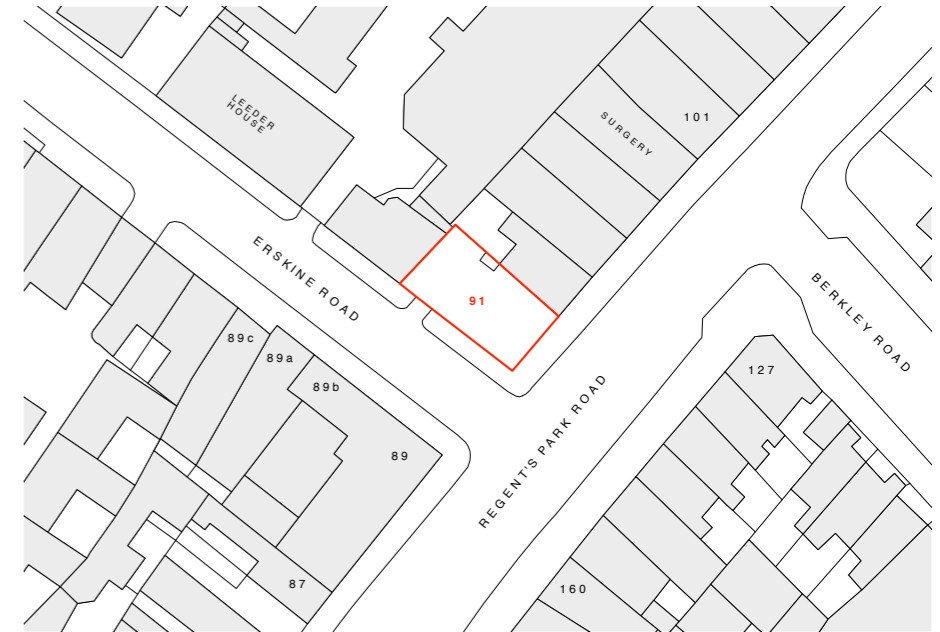 LEEDER
HOUSE
101
SURGERY
ERSKINE ROAD
91
BERKLEY ROAD
89c
89a
89b
127
REGENT'S PARK ROAD
89
87
160